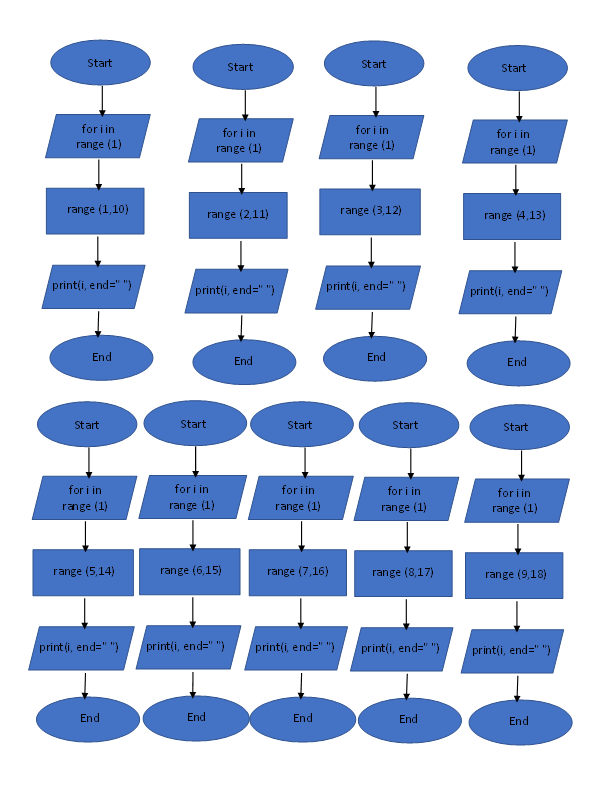 Start
for i in
range (1)
range (1,10)
print(i, end=" ")
End
Start
for i in
range (1)
range (2,11)
print(i, end=" ")
End
Start
for i in
range (1)
range (3,12)
print(i, end=" ")
End
Start
for i in
range (1)
range (4,13)
print(i, end=" ")
End
Start
for i in
range (1)
range (5,14)
print(i, end=" ")
End
Start
for i in
range (1)
range (6,15)
print(i, end=" ")
End
Start
for i in
range (1)
range (7,16)
print(i, end=" ")
End
Start
for i in
range (1)
range (8,17)
print(i, end=" ")
End
Start
for i in
range (1)
range (9,18)
print(i, end=" ")
End